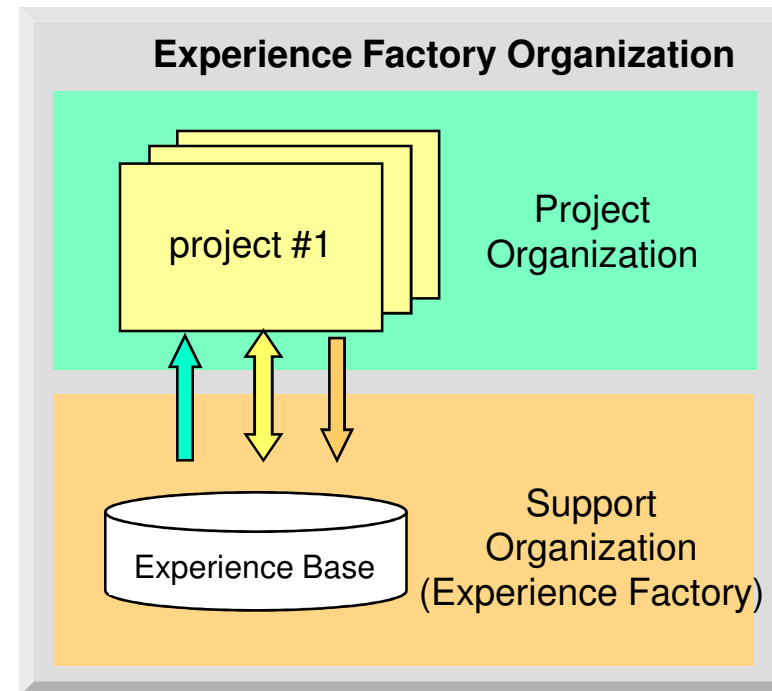 Experience Factory Organization
project #1
Project
Organization
Experience Base
Support
Organization
(Experience Factory)